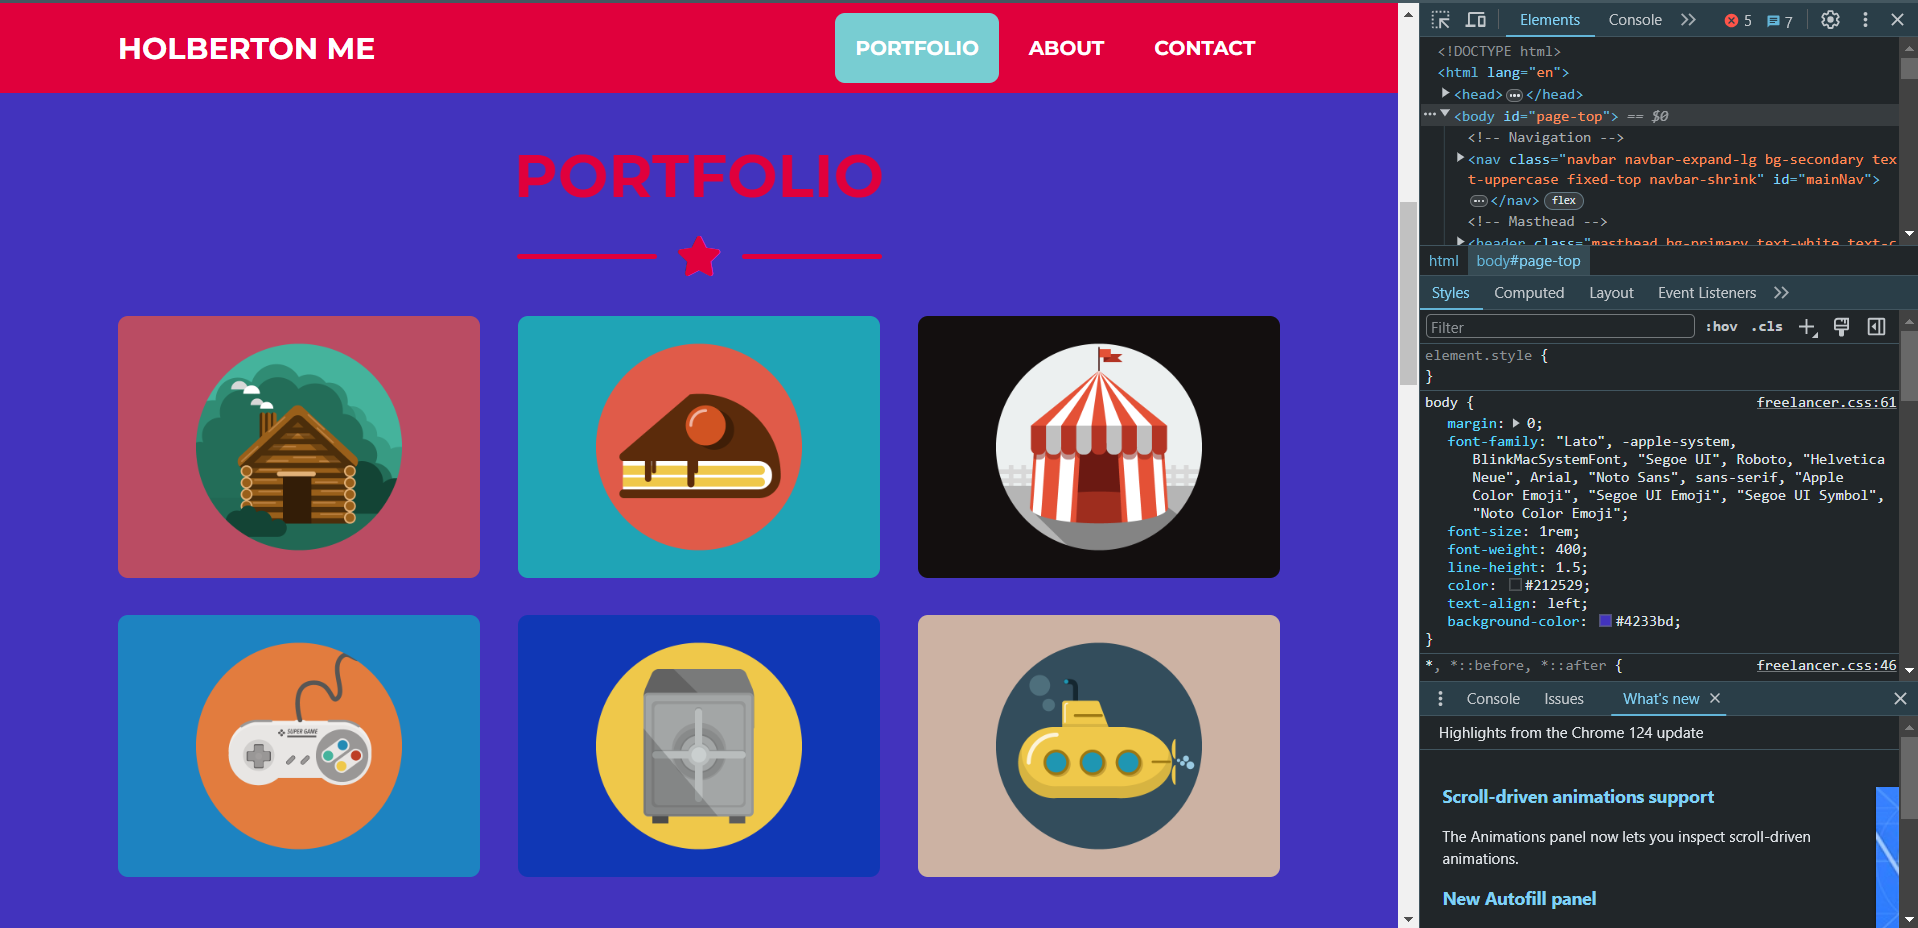 HOLBERTON ME
PORTFOLIO
ABOUT
CONTACT
PORTFOLIO
SUPER GAME
Elements
Console
5
7
<!DOCTYPE html>
<html lang="en">
<head> ••• </head>
••• <body id="page-top"> == $0
<!-- Navigation -->
<nav class="navbar navbar-expand-lg bg-secondary tex
t-uppercase fixed-top navbar-shrink" id="mainNav">
••• </nav> flex
<!-- Masthead -->
<header class="masthead bg-primary text-white text-c
html
body#page-top
Styles
Computed
Layout
Event Listeners
Filter
:hov
.cls
element.style {
}
body {
freelancer.css:61
margin: 0;
font-family: "Lato", -apple-system,
BlinkMacSystemFont, "Segoe UI", Roboto, "Helvetica
Neue", Arial, "Noto Sans", sans-serif, "Apple
Color Emoji", "Segoe UI Emoji", "Segoe UI Symbol",
"Noto Color Emoji";
font-size: 1rem;
font-weight: 400;
line-height: 1.5;
color: #212529;
text-align: left;
background-color: #4233bd;
}
*, *::before, *::after {
freelancer.css:46
Console
Issues
What's new
Highlights from the Chrome 124 update
Scroll-driven animations support
The Animations panel now lets you inspect scroll-driven
animations.
New Autofill panel